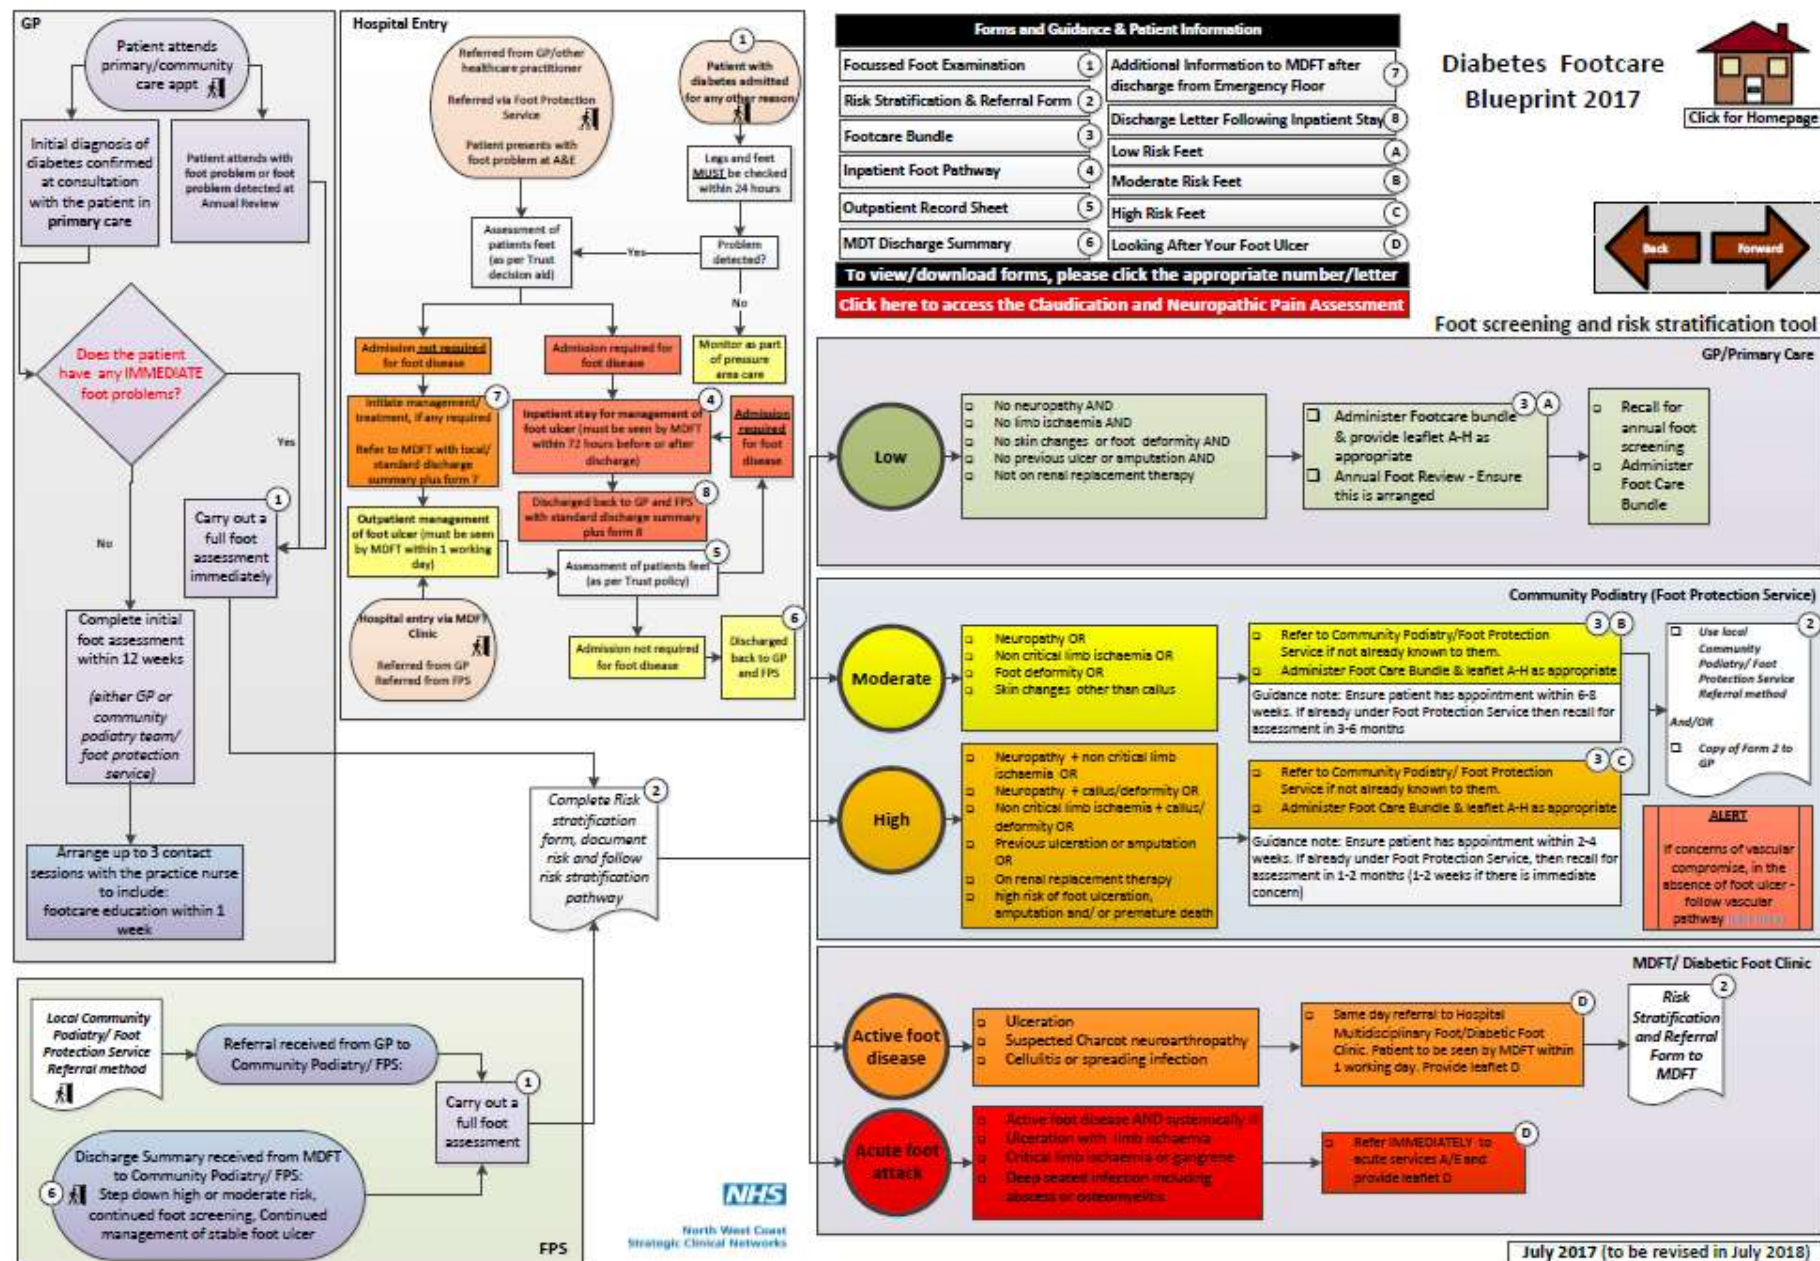 GP
Patient attends
primary/community
care appt
Initial diagnosis of
diabetes confirmed
at consultation
with the patient in
primary care
Patient attends with
foot problem or foot
problem detected at
Annual Review
Does the patient
have any IMMEDIATE
foot problems?
Yes
No
1
Carry out a
full foot
assessment
immediately
Complete initial
foot assessment
within 12 weeks
(either GP or
community
podiatry team/
foot protection
service)
Arrange up to 3 contact
sessions with the practice nurse
to include:
footcare education within 1
week
Hospital Entry
Referred from GP/other
healthcare practitioner
Referred via Foot Protection
Service
Patient presents with
foot problem at A&E
1
Patient with
diabetes admitted
for any other reason
Legs and feet
MUST be checked
within 24 hours
Assessment of
patients feet
(as per Trust
decision aid)
Yes
Problem
detected?
No
Admission not required
for foot disease
Admission required for
foot disease
Monitor as part
of pressure
area care
7
Initiate management/
treatment, if any required
Refer to MDFT with local/
standard discharge
summary plus form 7
4
Inpatient stay for management of
foot ulcer (must be seen by MDFT
within 72 hours before or after
discharge)
Admission
required
for foot
disease
8
Discharged back to GP and FPS
with standard discharge summary
plus form 8
Outpatient management
of foot ulcer (must be seen
by MDFT within 1 working
day)
5
Assessment of patients feet
(as per Trust policy)
Hospital entry via MDFT
Clinic
Referred from GP
Referred from FPS
Admission not required
for foot disease
6
Discharged
back to GP
and FPS
2
Complete Risk
stratification
form, document
risk and follow
risk stratification
pathway
Local Community
Podiatry/ Foot
Protection Service
Referral method
Referral received from GP to
Community Podiatry/ FPS:
1
Carry out a
full foot
assessment
Discharge Summary received from MDFT
to Community Podiatry/ FPS:
6
Step down high or moderate risk,
continued foot screening, Continued
management of stable foot ulcer
FPS
NHS
North West Coast
Strategic Clinical Networks
Forms and Guidance & Patient Information
Focussed Foot Examination 1
Risk Stratification & Referral Form 2
Footcare Bundle 3
Inpatient Foot Pathway 4
Outpatient Record Sheet 5
MDT Discharge Summary 6
Additional Information to MDFT after
discharge from Emergency Floor 7
Discharge Letter Following Inpatient Stay 8
Low Risk Feet A
Moderate Risk Feet B
High Risk Feet C
Looking After Your Foot Ulcer D
To view/download forms, please click the appropriate number/letter
Click here to access the Claudication and Neuropathic Pain Assessment
Diabetes Footcare
Blueprint 2017
Click for Homepage
Back
Forward
Foot screening and risk stratification tool
GP/Primary Care
Low
No neuropathy AND
No limb ischaemia AND
No skin changes or foot deformity AND
No previous ulcer or amputation AND
Not on renal replacement therapy
3 A
Administer Footcare bundle
& provide leaflet A-H as
appropriate
Annual Foot Review - Ensure
this is arranged
Recall for
annual foot
screening
Administer
Foot Care
Bundle
Community Podiatry (Foot Protection Service)
Moderate
Neuropathy OR
Non critical limb ischaemia OR
Foot deformity OR
Skin changes other than callus
3 B
Refer to Community Podiatry/Foot Protection
Service if not already known to them.
Administer Foot Care Bundle & leaflet A-H as appropriate
Guidance note: Ensure patient has appointment within 6-8
weeks. If already under Foot Protection Service then recall for
assessment in 3-6 months
2
Use local
Community
Podiatry/ Foot
Protection Service
Referral method
And/OR
Copy of Form 2 to
GP
High
Neuropathy + non critical limb
ischaemia OR
Neuropathy + callus/deformity OR
Non critical limb ischaemia + callus/
deformity OR
Previous ulceration or amputation
OR
On renal replacement therapy
high risk of foot ulceration,
amputation and/ or premature death
3 C
Refer to Community Podiatry/ Foot Protection
Service if not already known to them.
Administer Foot Care Bundle & leaflet A-H as appropriate
Guidance note: Ensure patient has appointment within 2-4
weeks. If already under Foot Protection Service, then recall for
assessment in 1-2 months (1-2 weeks if there is immediate
concern)
ALERT
If concerns of vascular
compromise, in the
absence of foot ulcer -
follow vascular
pathway
MDFT/ Diabetic Foot Clinic
Active foot
disease
Ulceration
Suspected Charcot neuroarthropathy
Cellulitis or spreading infection
D
Same day referral to Hospital
Multidisciplinary Foot/Diabetic Foot
Clinic. Patient to be seen by MDFT within
1 working day. Provide leaflet D
2
Risk
Stratification
and Referral
Form to
MDFT
Acute foot
attack
Active foot disease AND systemically ill
Ulceration with limb ischaemia
Critical limb ischaemia or gangrene
Deep seated infection including
abscess or osteomyelitis
D
Refer IMMEDIATELY to
acute services A/E and
provide leaflet D
July 2017 (to be revised in July 2018)